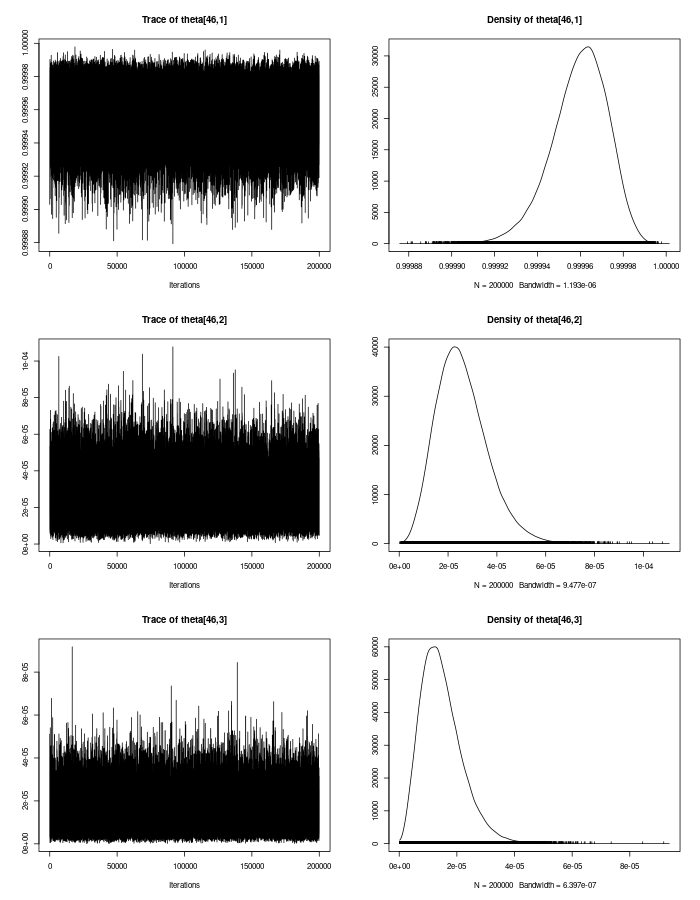 Trace of theta[46,1]
0.99988 0.99990 0.99992 0.99994 0.99996 0.99998 1.00000
0 50000 100000 150000 200000
Iterations
Density of theta[46,1]
0 5000 10000 15000 20000 25000 30000
0.99988 0.99990 0.99992 0.99994 0.99996 0.99998 1.00000
N = 200000 Bandwidth = 1.193e-06
Trace of theta[46,2]
0e+00 2e-05 4e-05 6e-05 8e-05 1e-04
0 50000 100000 150000 200000
Iterations
Density of theta[46,2]
0 10000 20000 30000 40000
0e+00 2e-05 4e-05 6e-05 8e-05 1e-04
N = 200000 Bandwidth = 9.477e-07
Trace of theta[46,3]
0e+00 2e-05 4e-05 6e-05 8e-05
0 50000 100000 150000 200000
Iterations
Density of theta[46,3]
0 10000 20000 30000 40000 50000 60000
0e+00 2e-05 4e-05 6e-05 8e-05
N = 200000 Bandwidth = 6.397e-07